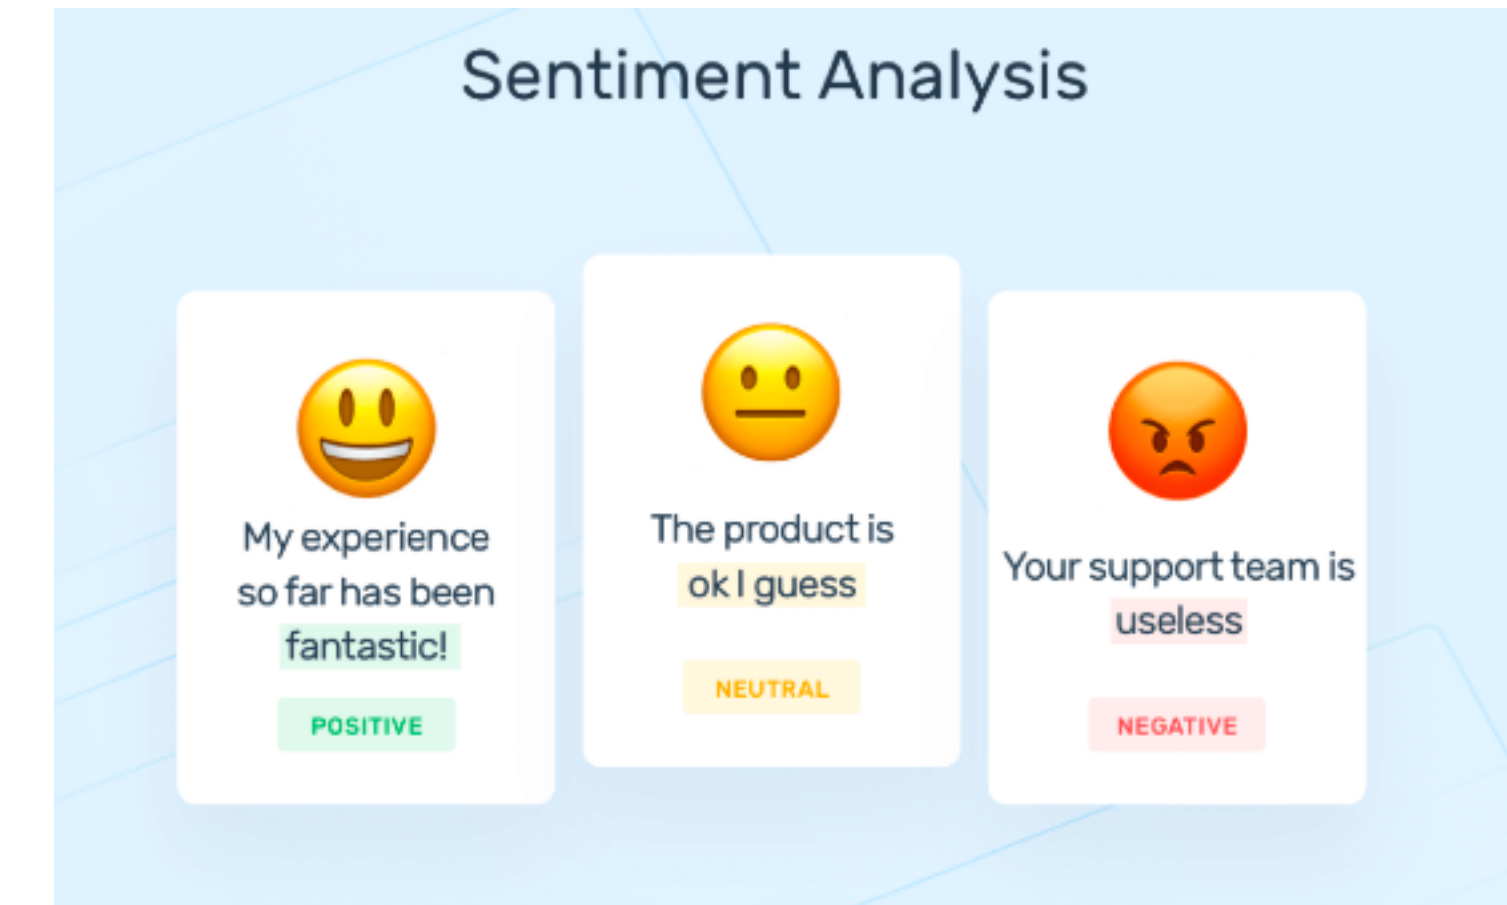 Sentiment Analysis
My experience
so far has been
fantastic!
POSITIVE
The product is
ok I guess
NEUTRAL
Your support team is
useless
NEGATIVE